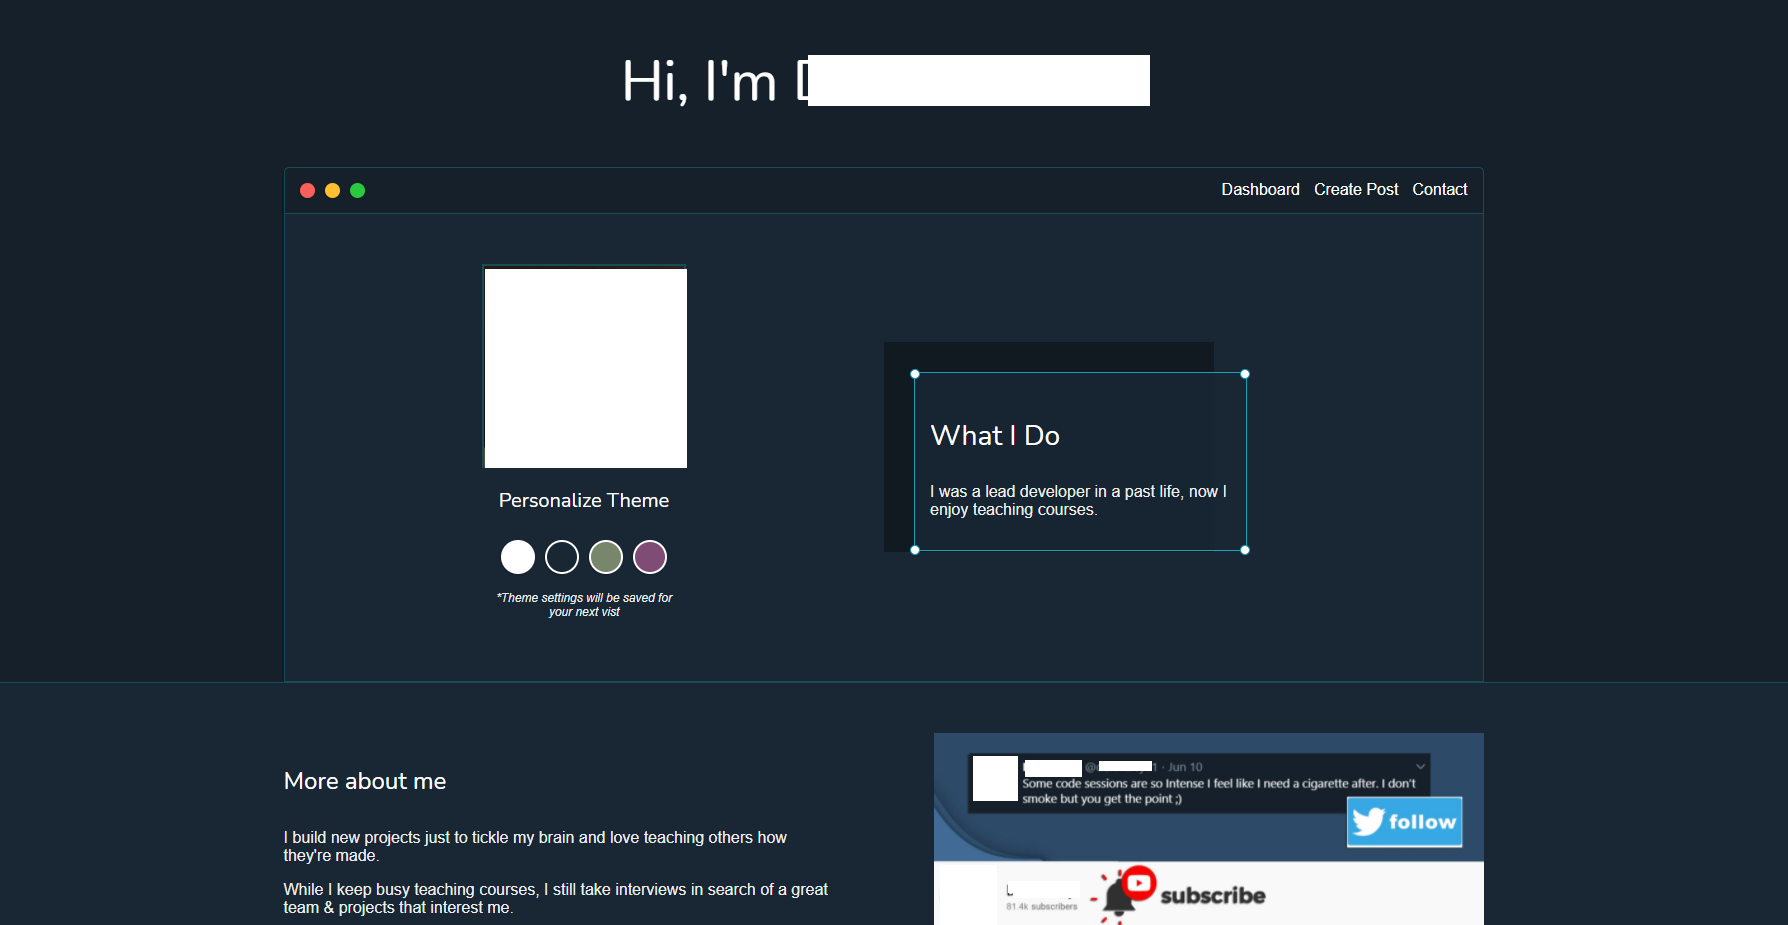 Hi, I'm
Dashboard Create Post Contact
Personalize Theme
*Theme settings will be saved for
your next vist
What I Do
I was a lead developer in a past life, now I
enjoy teaching courses.
More about me
I build new projects just to tickle my brain and love teaching others how
they're made.
While I keep busy teaching courses, I still take interviews in search of a great
team & projects that interest me.
· Jun 10
Some code sessions are so Intense I feel like I need a cigarette after. I don't
smoke but you get the point ;)
follow
81.4k subscribers
subscribe